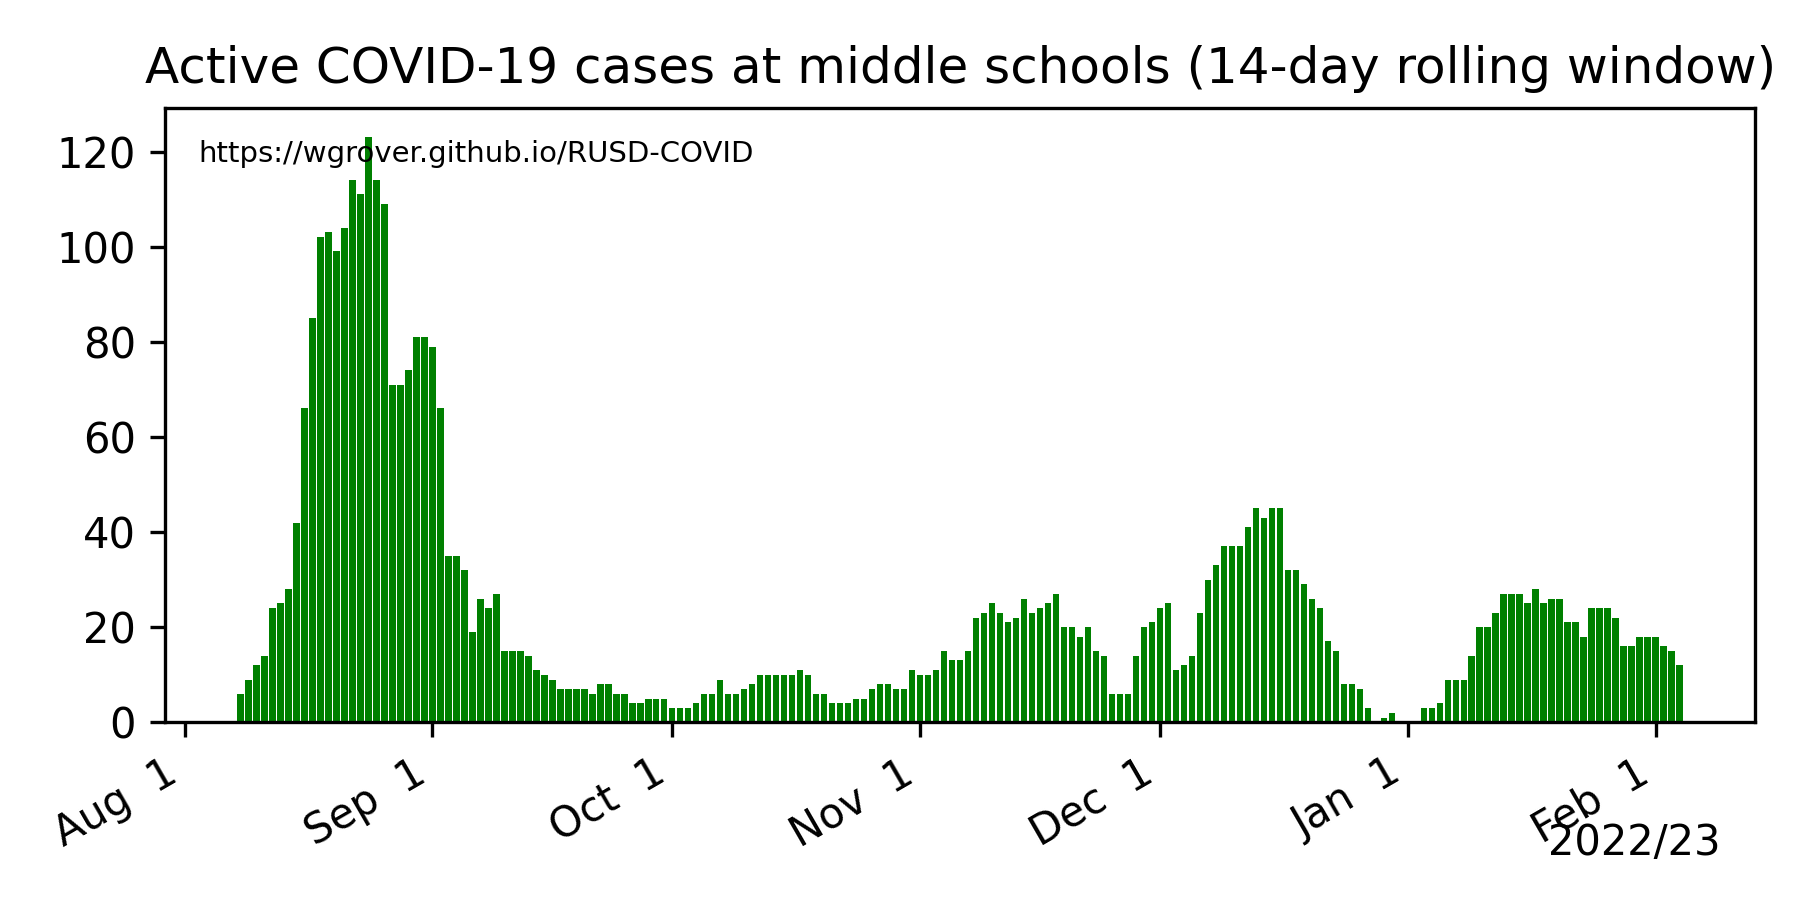 Active COVID-19 cases at middle schools (14-day rolling window)
https://wgrover.github.io/RUSD-COVID
120
100
80
60
40
20
0
Aug 1
Sep 1
Oct 1
Nov 1
Dec 1
Jan 1
Feb 1
2022/23